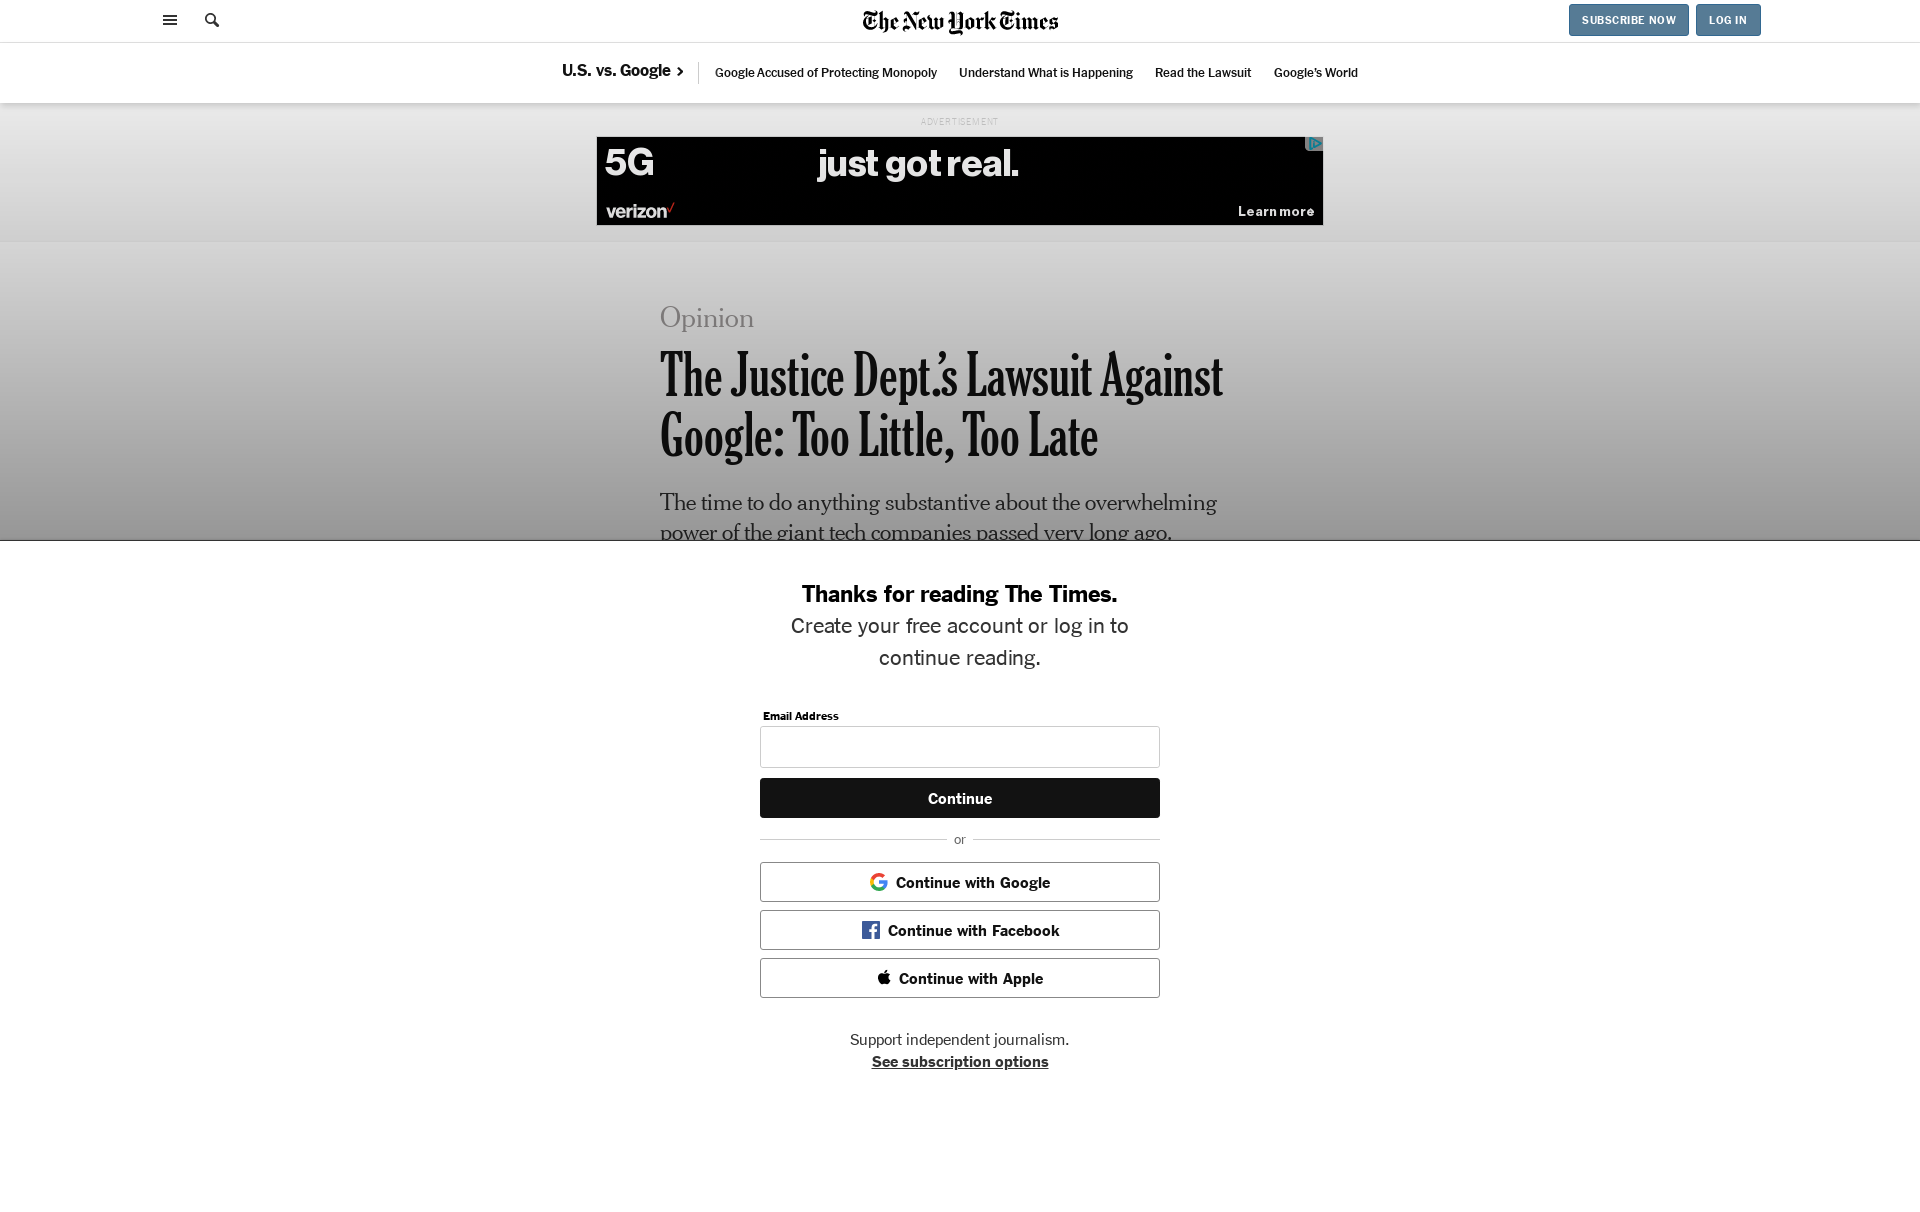 The New York Times
SUBSCRIBE NOW
LOG IN
U.S. vs. Google
Google Accused of Protecting Monopoly
Understand What is Happening
Read the Lawsuit
Google's World
ADVERTISEMENT
5G
just got real.
verizon
Learn more
Opinion
The Justice Dept.'s Lawsuit Against
Google: Too Little, Too Late
The time to do anything substantive about the overwhelming
power of the giant tech companies passed very long ago.
Thanks for reading The Times.
Create your free account or log in to
continue reading.
Email Address
Continue
or
Continue with Google
Continue with Facebook
Continue with Apple
Support independent journalism.
See subscription options